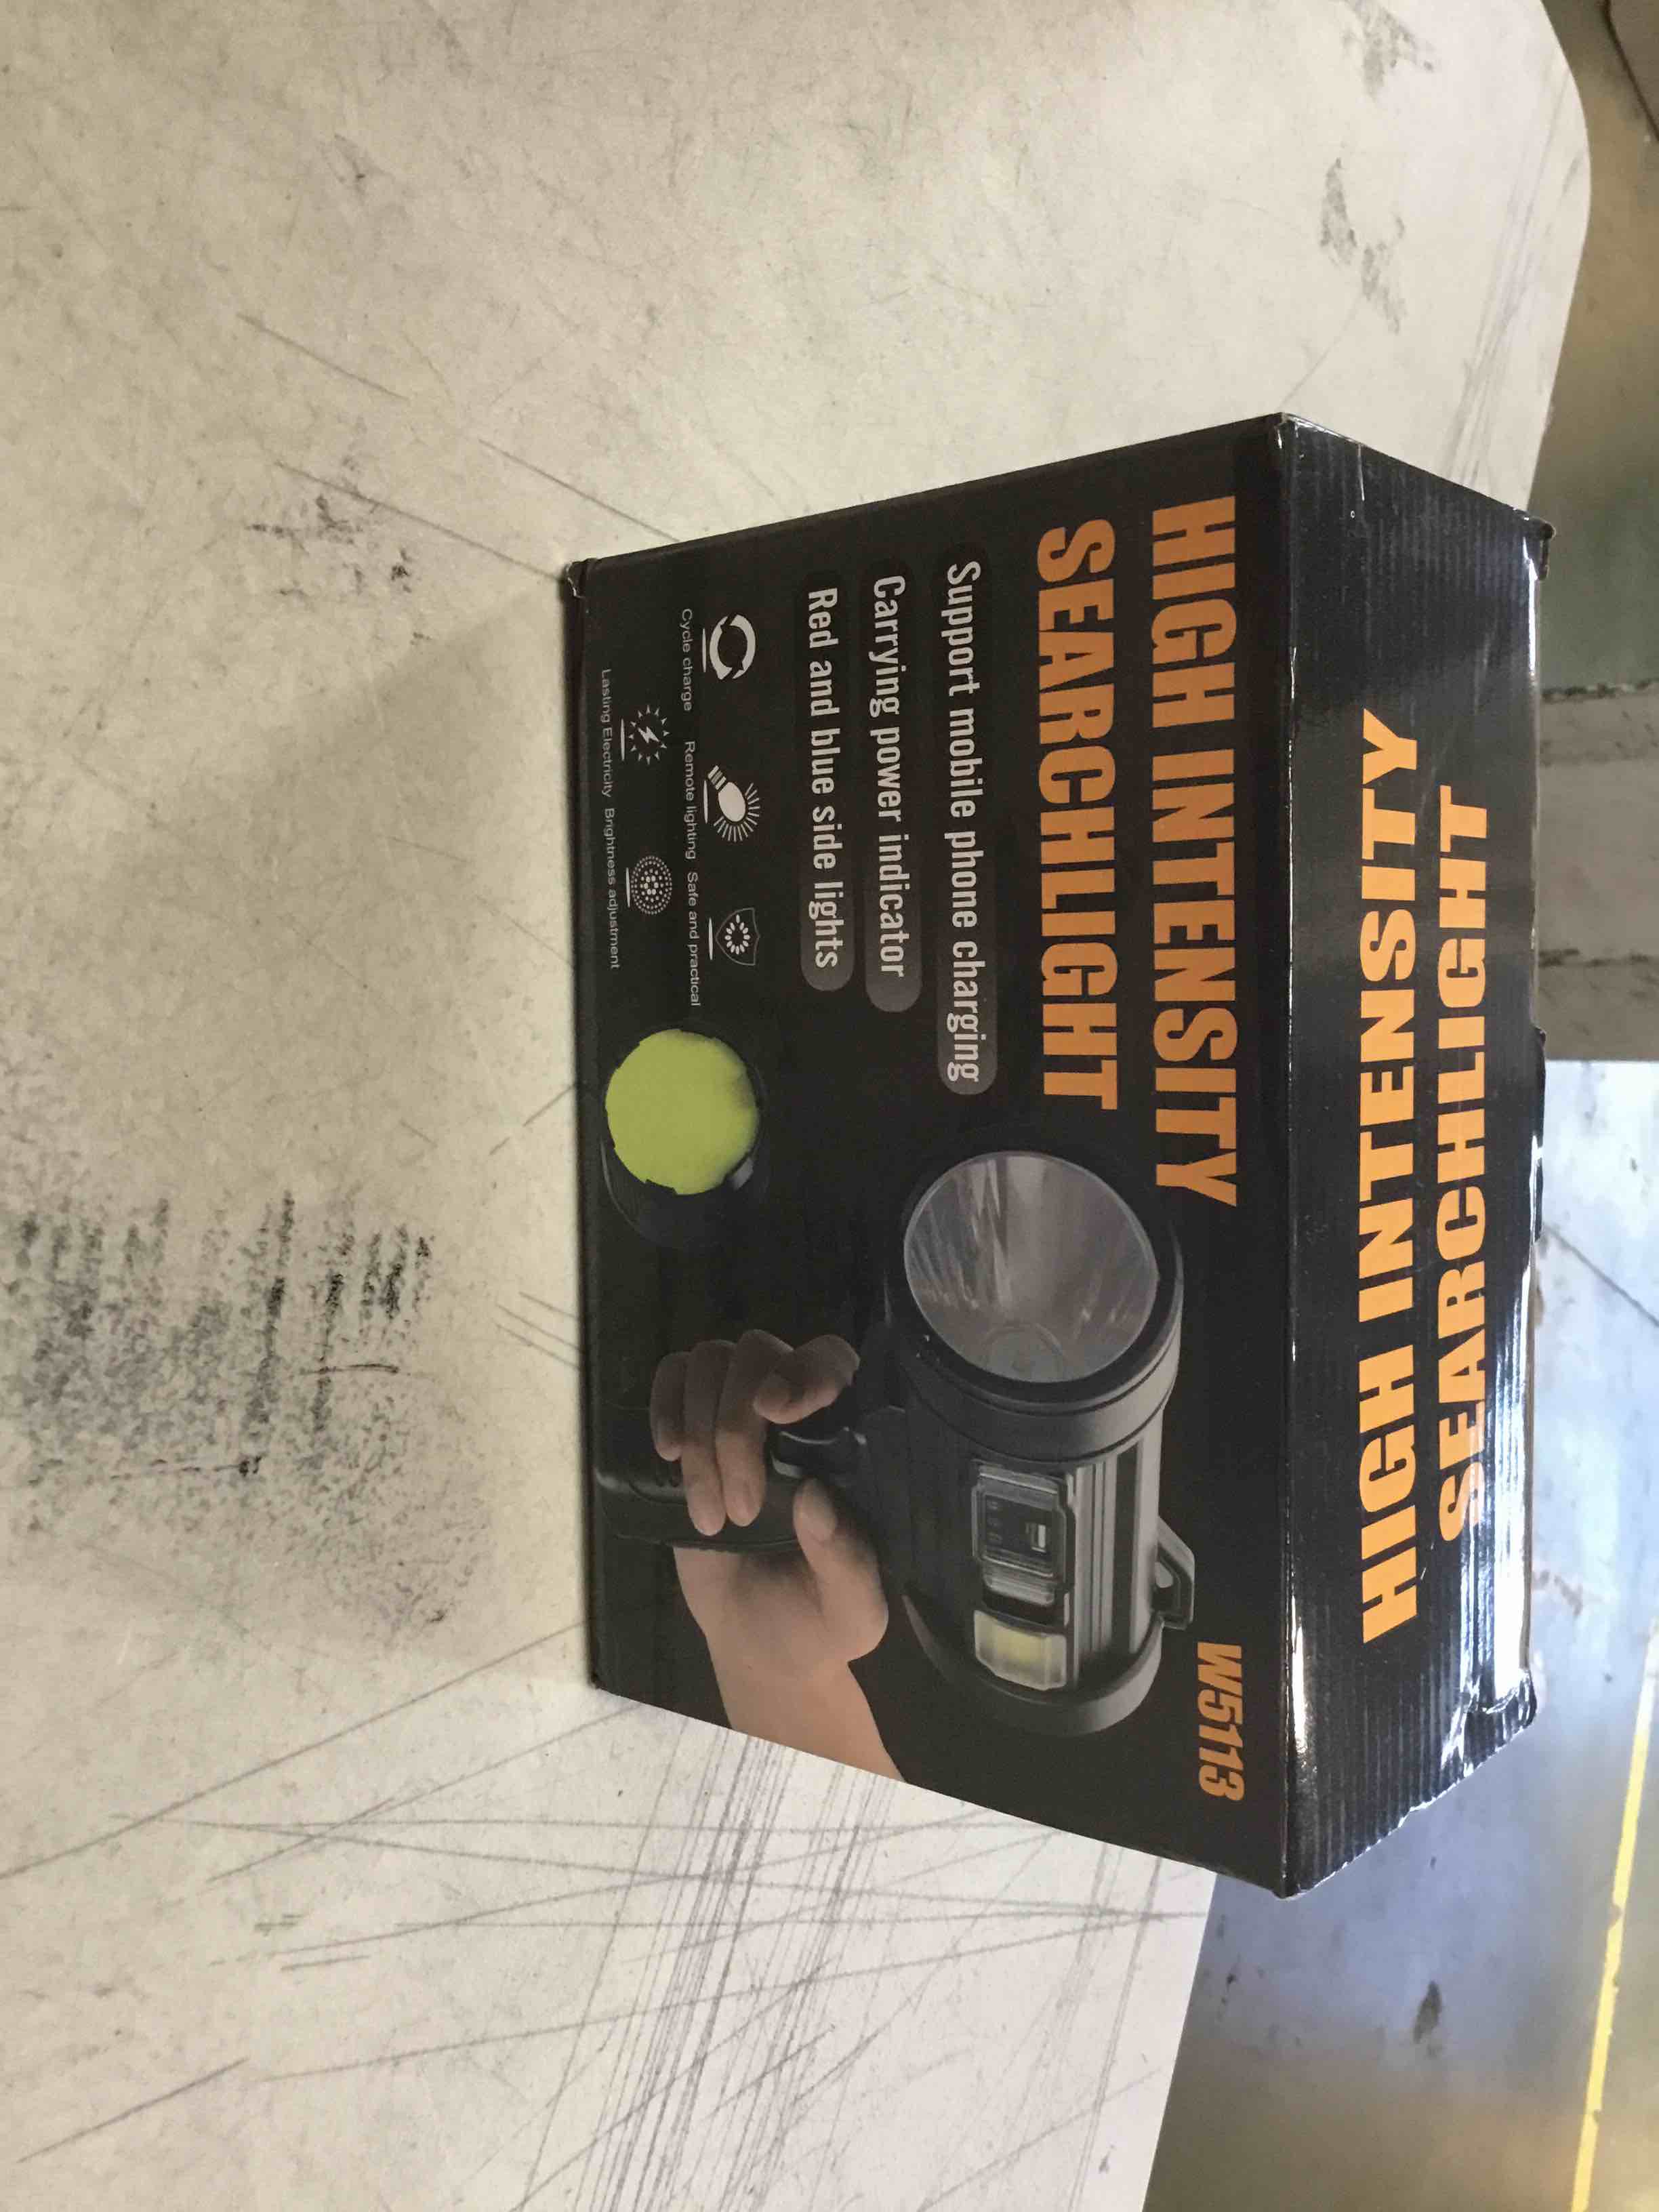 HIGH INTENSITY
SEARCHLIGHT
HIGH INTENSITY
SEARCHLIGHT
W5113
Support mobile phone charging
Carrying power indicator
Red and blue side lights
Cycle charge
Remote lighting
Safe and practical
Lasting Electricity
Brightness adjustment